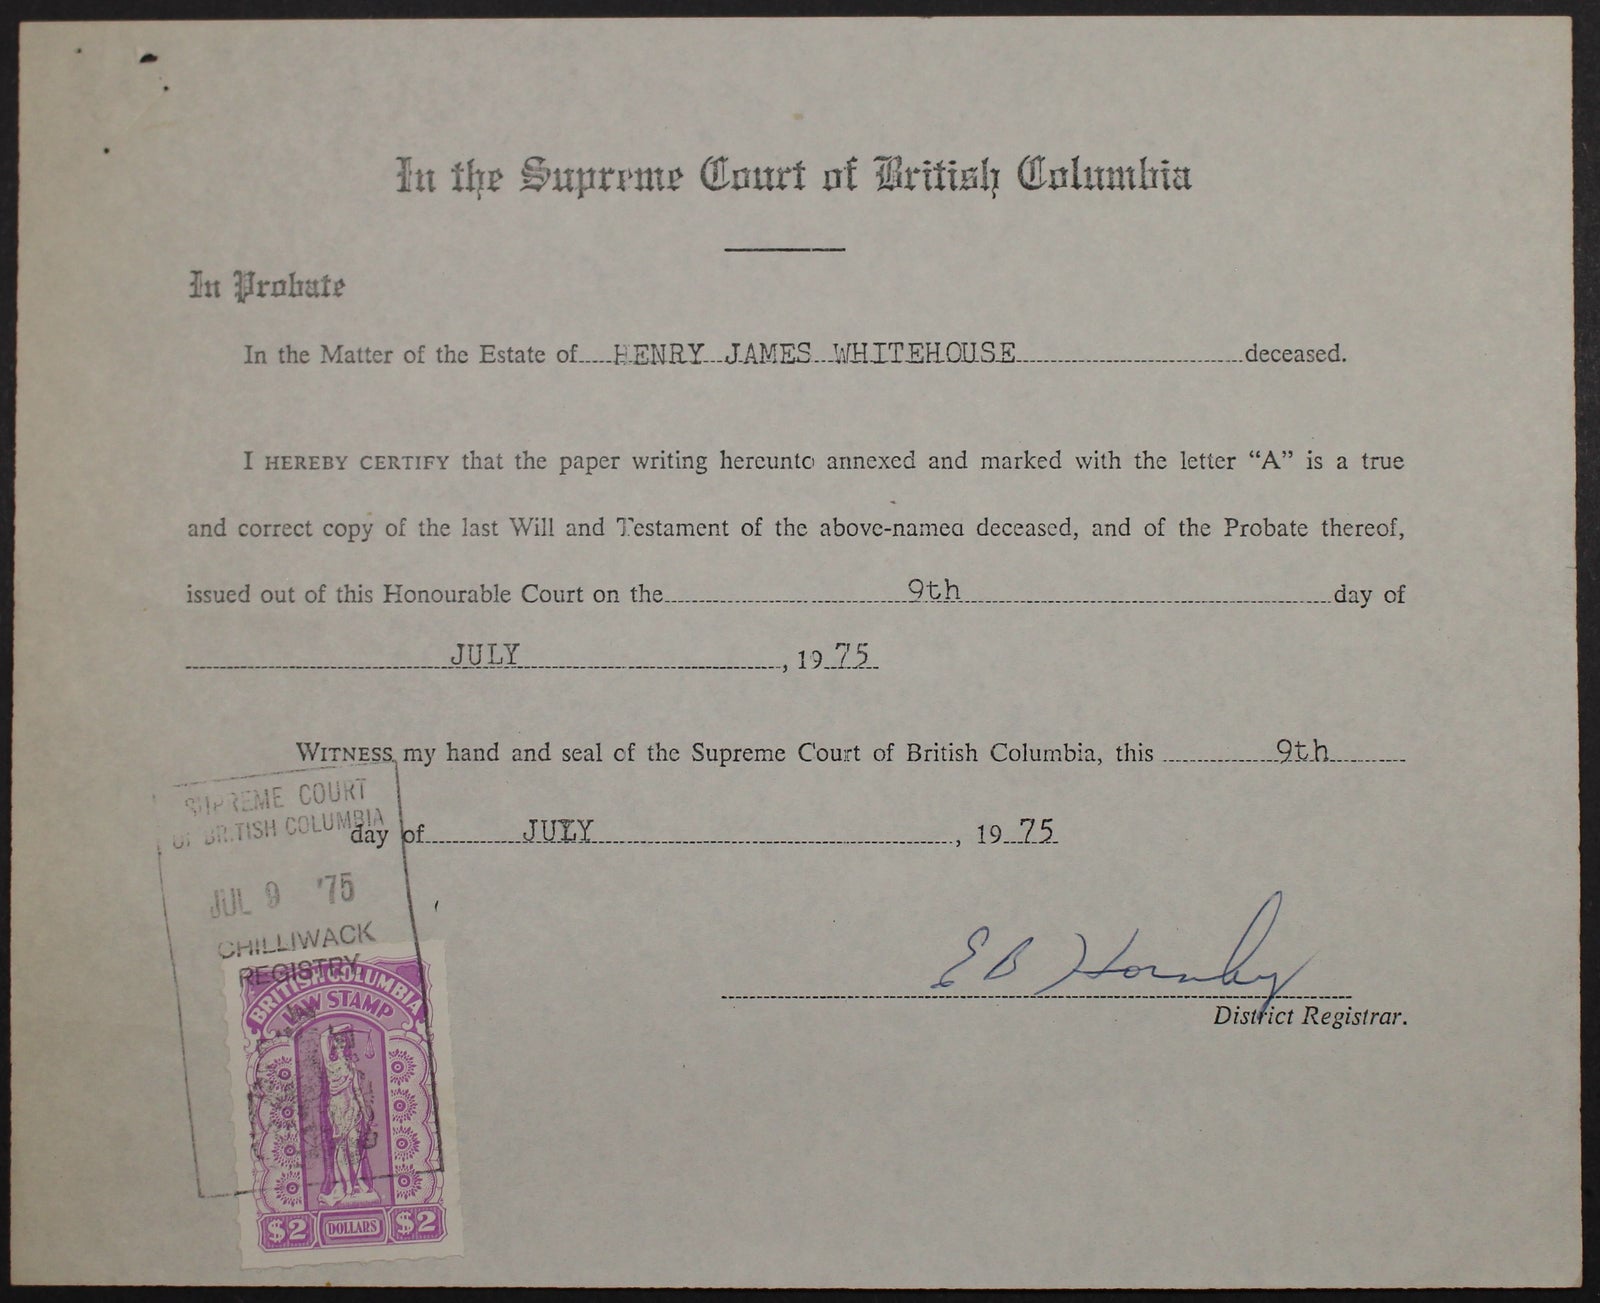 In the Supreme Court of British Columbia
In Probate
In the Matter of the Estate of HENRY JAMES WHITEHOUSE deceased.
I HEREBY CERTIFY that the paper writing hereunto annexed and marked with the letter “A” is a true
and correct copy of the last Will and Testament of the above-named deceased, and of the Probate thereof,
issued out of this Honourable Court on the 9th day of
JULY, 19 75
WITNESS my hand and seal of the Supreme Court of British Columbia, this 9th
day of JULY, 19 75
SUPREME COURT
OF BRITISH COLUMBIA
JUL 9 '75
CHILLIWACK
REGISTRY
E B Hornby
District Registrar.
BRITISH COLUMBIA
LAW STAMP
$2 DOLLARS $2